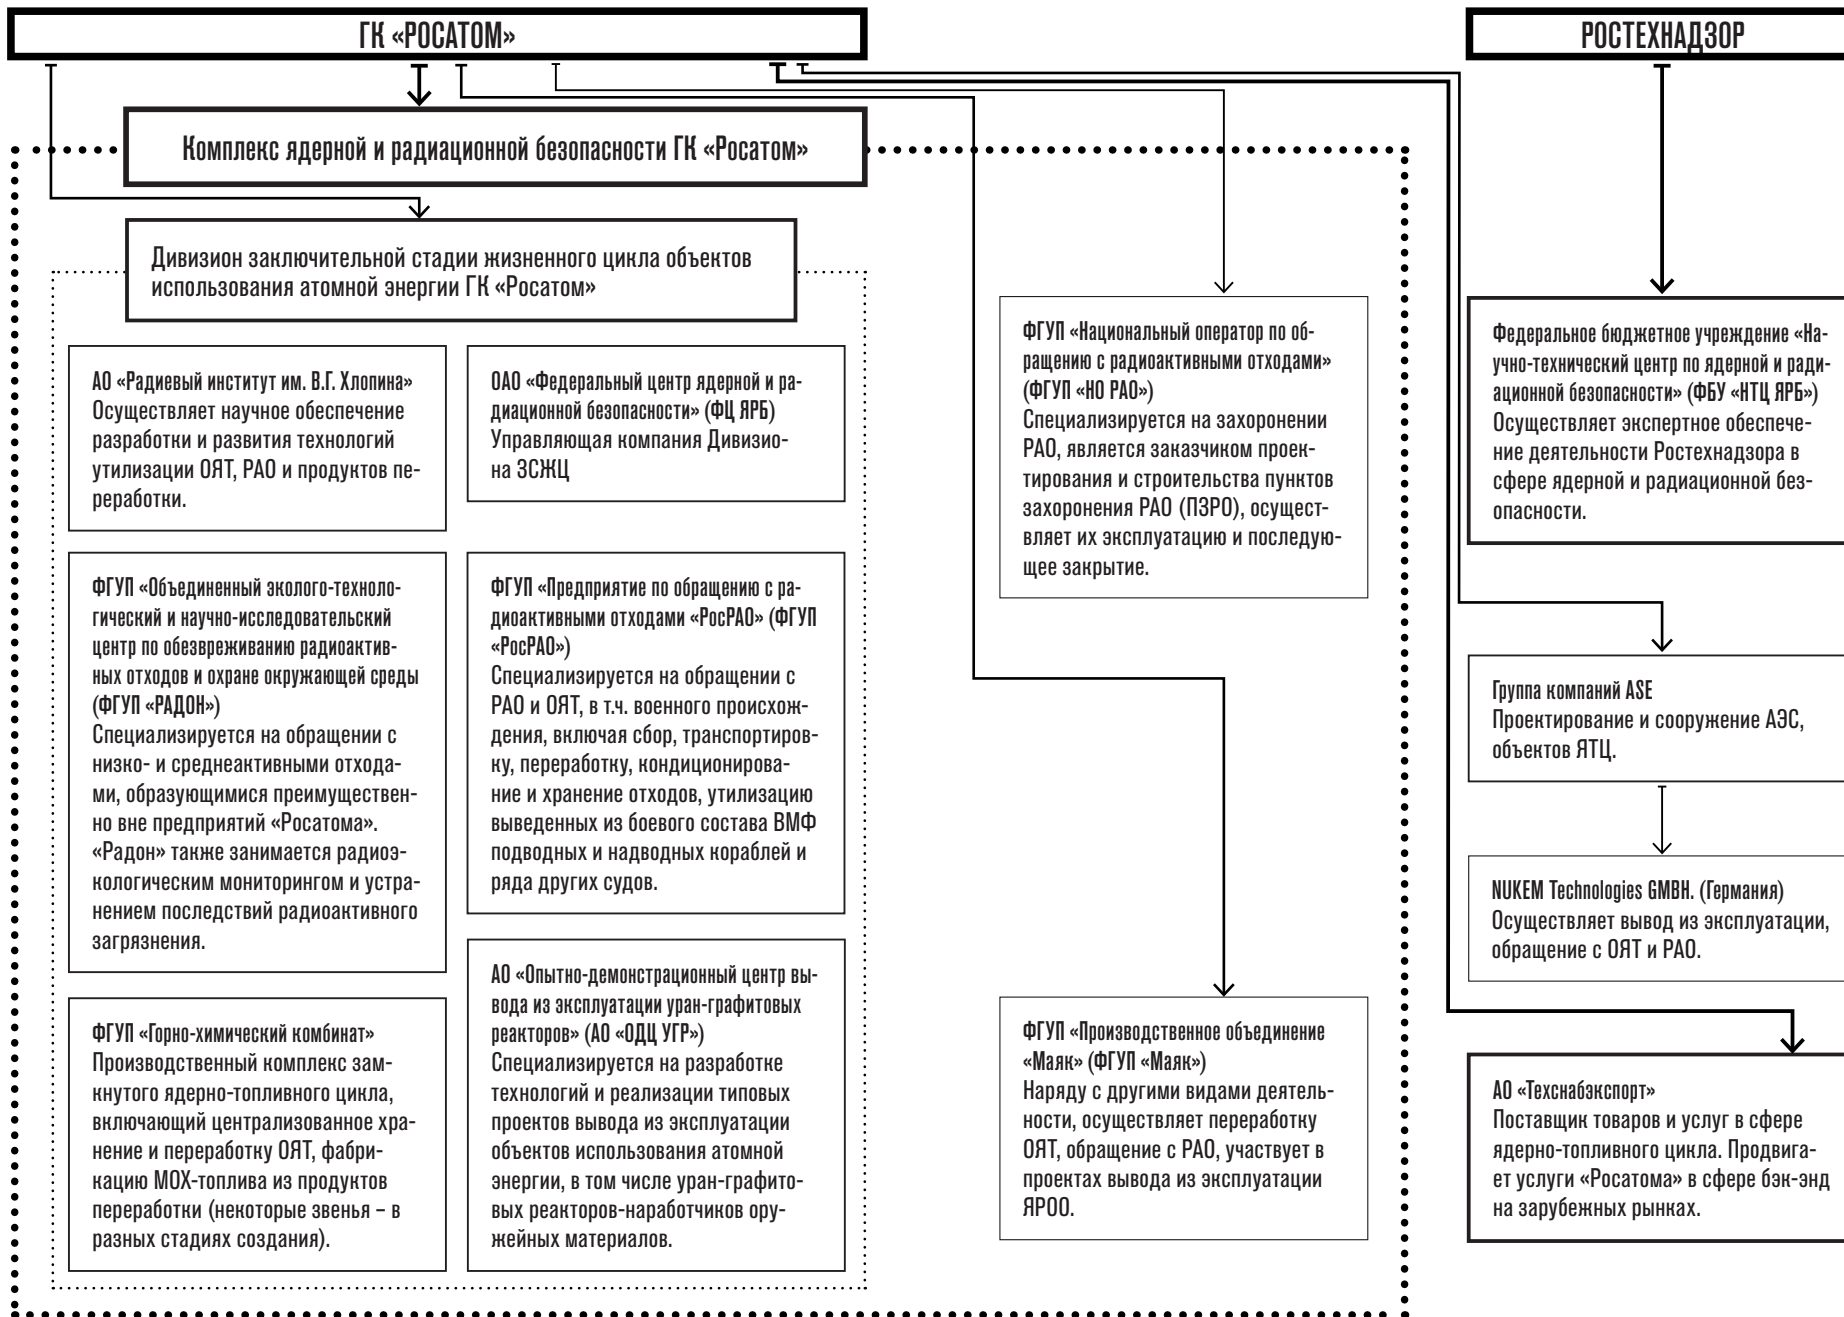 ГК «РОСАТОМ»
РОСТЕХНАДЗОР
Комплекс ядерной и радиационной безопасности ГК «Росатом»
Дивизион заключительной стадии жизненного цикла объектов
использования атомной энергии ГК «Росатом»
АО «Радиевый институт им. В.Г. Хлопина»
Осуществляет научное обеспечение
разработки и развития технологий
утилизации ОЯТ, РАО и продуктов пе-
реработки.
ОАО «Федеральный центр ядерной и ра-
диационной безопасности» (ФЦ ЯРБ)
Управляющая компания Дивизио-
на ЗСЖЦ
ФГУП «Объединенный эколого-техноло-
гический и научно-исследовательский
центр по обезвреживанию радиоактив-
ных отходов и охране окружающей среды
(ФГУП «РАДОН»)
Специализируется на обращении с
низко- и среднеактивными отхода-
ми, образующимися преимуществен-
но вне предприятий «Росатома».
«Радон» также занимается радиоэ-
кологическим мониторингом и устра-
нением последствий радиоактивного
загрязнения.
ФГУП «Предприятие по обращению с ра-
диоактивными отходами «РосРАО» (ФГУП
«РосРАО»)
Специализируется на обращении с
РАО и ОЯТ, в т.ч. военного происхож-
дения, включая сбор, транспортиров-
ку, переработку, кондиционирова-
ние и хранение отходов, утилизацию
выведенных из боевого состава ВМФ
подводных и надводных кораблей и
ряда других судов.
ФГУП «Горно-химический комбинат»
Производственный комплекс зам-
кнутого ядерно-топливного цикла,
включающий централизованное хра-
нение и переработку ОЯТ, фабри-
кацию МОХ-топлива из продуктов
переработки (некоторые звенья – в
разных стадиях создания).
АО «Опытно-демонстрационный центр вы-
вода из эксплуатации уран-графитовых
реакторов» (АО «ОДЦ УГР»)
Специализируется на разработке
технологий и реализации типовых
проектов вывода из эксплуатации
объектов использования атомной
энергии, в том числе уран-графито-
вых реакторов-наработчиков ору-
жейных материалов.
ФГУП «Национальный оператор по об-
ращению с радиоактивными отходами»
(ФГУП «НО РАО»)
Специализируется на захоронении
РАО, является заказчиком проек-
тирования и строительства пунктов
захоронения РАО (ПЗРО), осущест-
вляет их эксплуатацию и последую-
щее закрытие.
ФГУП «Производственное объединение
«Маяк» (ФГУП «Маяк»)
Наряду с другими видами деятель-
ности, осуществляет переработку
ОЯТ, обращение с РАО, участвует в
проектах вывода из эксплуатации
ЯРОО.
Федеральное бюджетное учреждение «На-
учно-технический центр по ядерной и ради-
ационной безопасности» (ФБУ «НТЦ ЯРБ»)
Осуществляет экспертное обеспече-
ние деятельности Ростехнадзора в
сфере ядерной и радиационной без-
опасности.
Группа компаний ASE
Проектирование и сооружение АЭС,
объектов ЯТЦ.
NUKEM Technologies GMBH. (Германия)
Осуществляет вывод из эксплуатации,
обращение с ОЯТ и РАО.
АО «Техснабэкспорт»
Поставщик товаров и услуг в сфере
ядерно-топливного цикла. Продвига-
ет услуги «Росатома» в сфере бэк-энд
на зарубежных рынках.